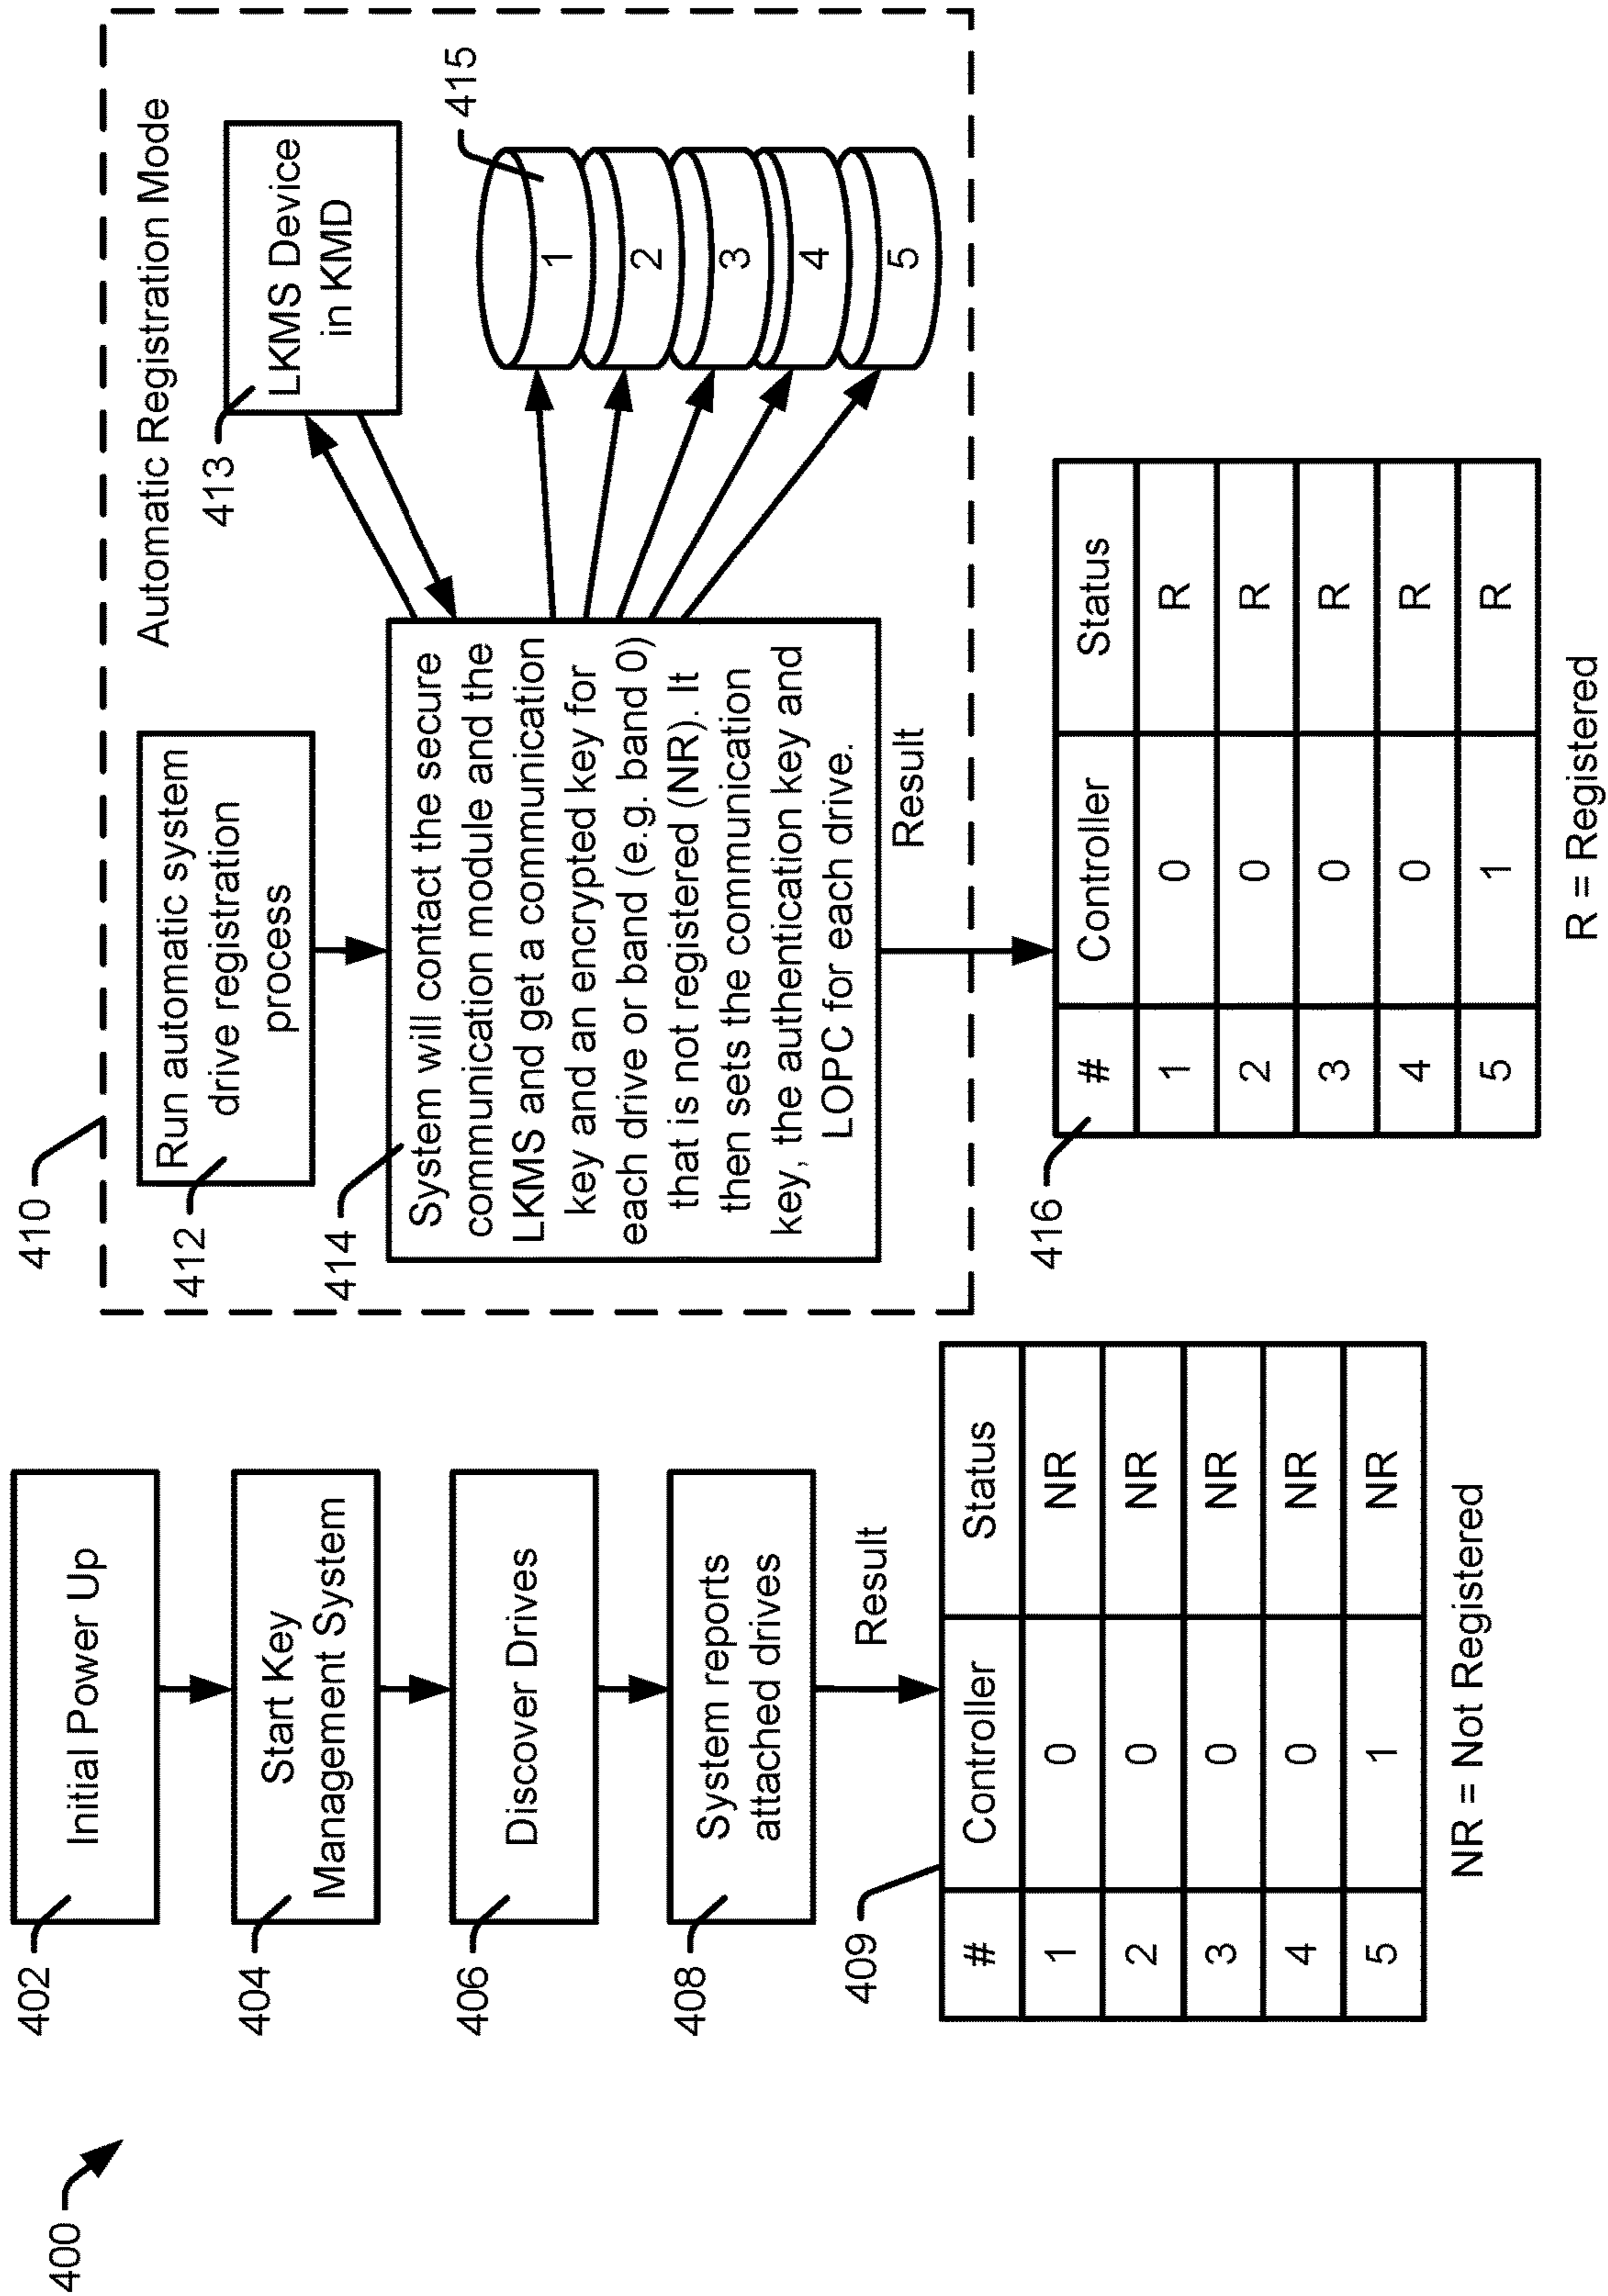 400
402
Initial Power Up
404
Start Key
Management System
406
Discover Drives
408
System reports
attached drives
Result
409
# Controller Status
1 0 NR
2 0 NR
3 0 NR
4 0 NR
5 1 NR
NR = Not Registered
410
Automatic Registration Mode
412
Run automatic system
drive registration
process
413
LKMS Device
in KMD
414
System will contact the secure
communication module and the
LKMS and get a communication
key and an encrypted key for
each drive or band (e.g. band 0)
that is not registered (NR). It
then sets the communication
key, the authentication key and
LOPC for each drive.
415
1
2
3
4
5
Result
416
# Controller Status
1 0 R
2 0 R
3 0 R
4 0 R
5 1 R
R = Registered